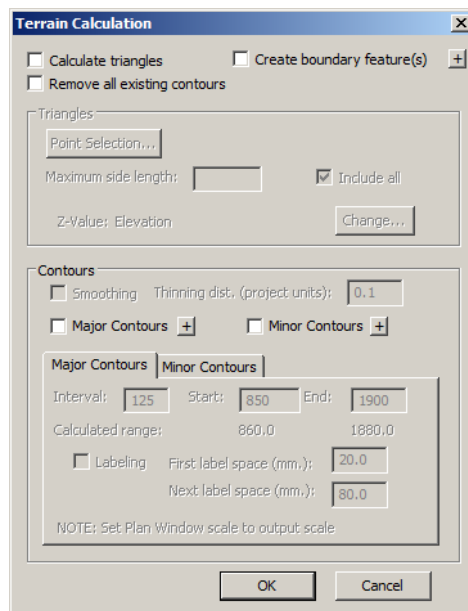 Terrain Calculation
Calculate triangles Create boundary feature(s) +
Remove all existing contours
Triangles
Point Selection...
Maximum side length: Include all
Z-Value: Elevation Change...
Contours
Smoothing Thinning dist. (project units): 0.1
Major Contours + Minor Contours +
Major Contours Minor Contours
Interval: 125 Start: 850 End: 1900
Calculated range: 860.0 1880.0
Labeling First label space (mm.): 20.0
Next label space (mm.): 80.0
NOTE: Set Plan Window scale to output scale
OK Cancel